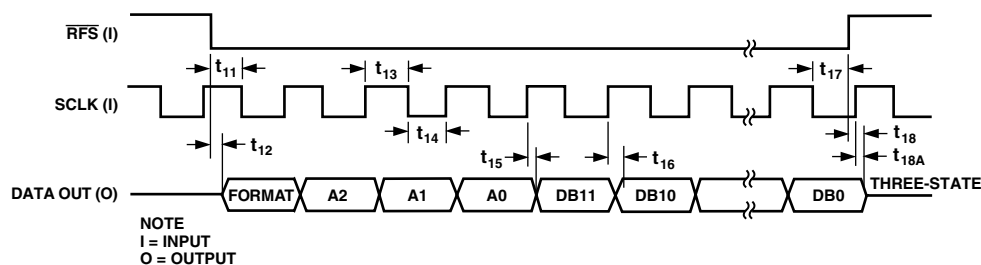 RFS (I)
t11
t13
t17
SCLK (I)
t12
t14
t15
t16
t18
t18A
DATA OUT (O)
FORMAT
A2
A1
A0
DB11
DB10
DB0
THREE-STATE
NOTE
I = INPUT
O = OUTPUT